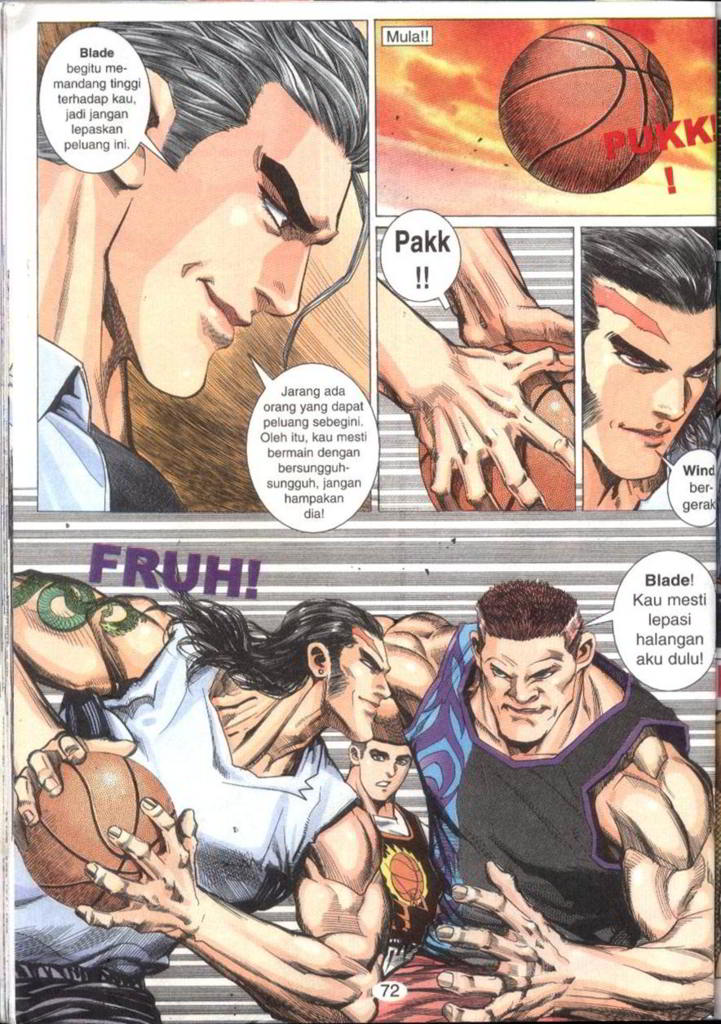 Blade
begitu me-
mandang tinggi
terhadap kau,
jadi jangan
lepaskan
peluang ini.
Jarang ada
orang yang dapat
peluang sebegini.
Oleh itu, kau mesti
bermain dengan
bersungguh-
sungguh, jangan
hampakan
dia!
Mula!!
PUKK
!
Pakk
!!
Wind
ber-
gerak
FRUH!
Blade!
Kau mesti
lepasi
halangan
aku dulu!
72